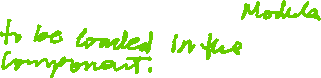 Module
to be loaded in the
Component.